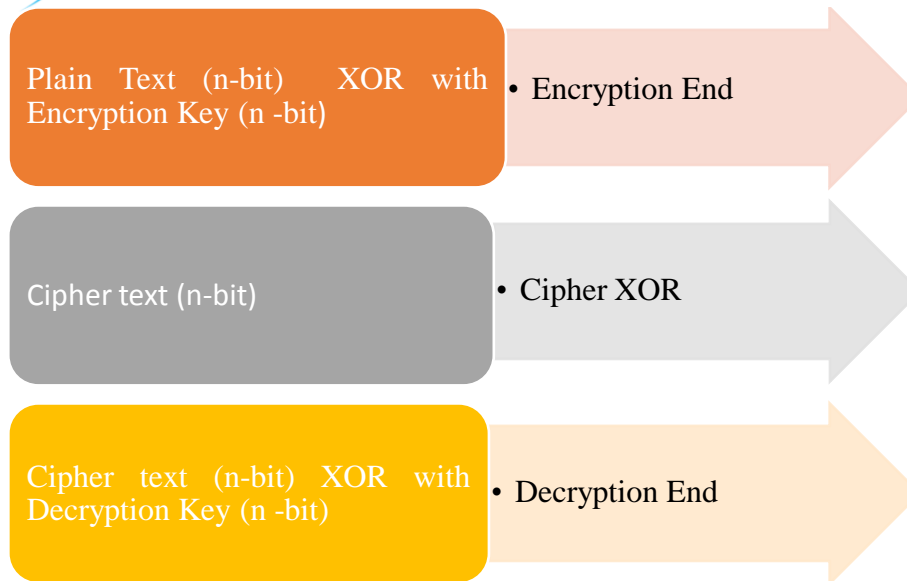 Plain Text (n-bit) XOR with
Encryption Key (n -bit)
• Encryption End
Cipher text (n-bit)
• Cipher XOR
Cipher text (n-bit) XOR with
Decryption Key (n -bit)
• Decryption End